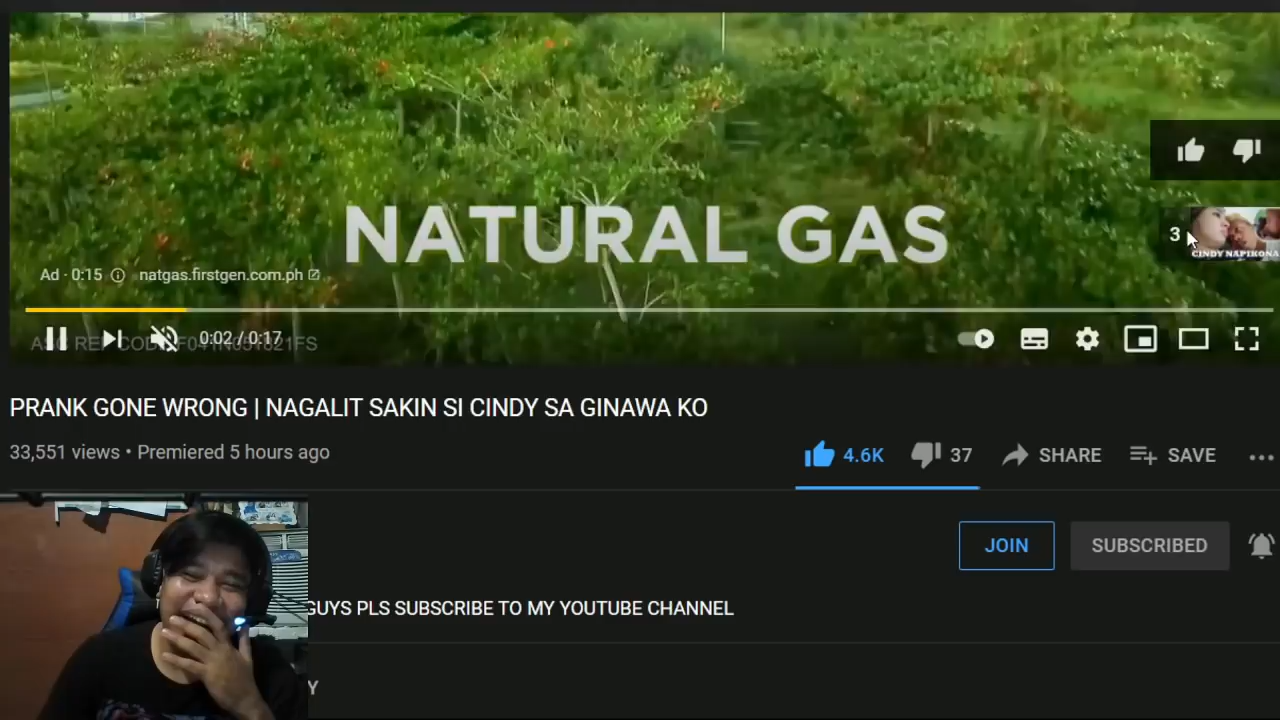 NATURAL GAS
3
CINDY NAPIKONA
Ad · 0:15
natgas.firstgen.com.ph
0:02 / 0:17
PRANK GONE WRONG | NAGALIT SAKIN SI CINDY SA GINAWA KO
33,551 views • Premiered 5 hours ago
4.6K
37
SHARE
SAVE
JOIN
SUBSCRIBED
GUYS PLS SUBSCRIBE TO MY YOUTUBE CHANNEL
Y